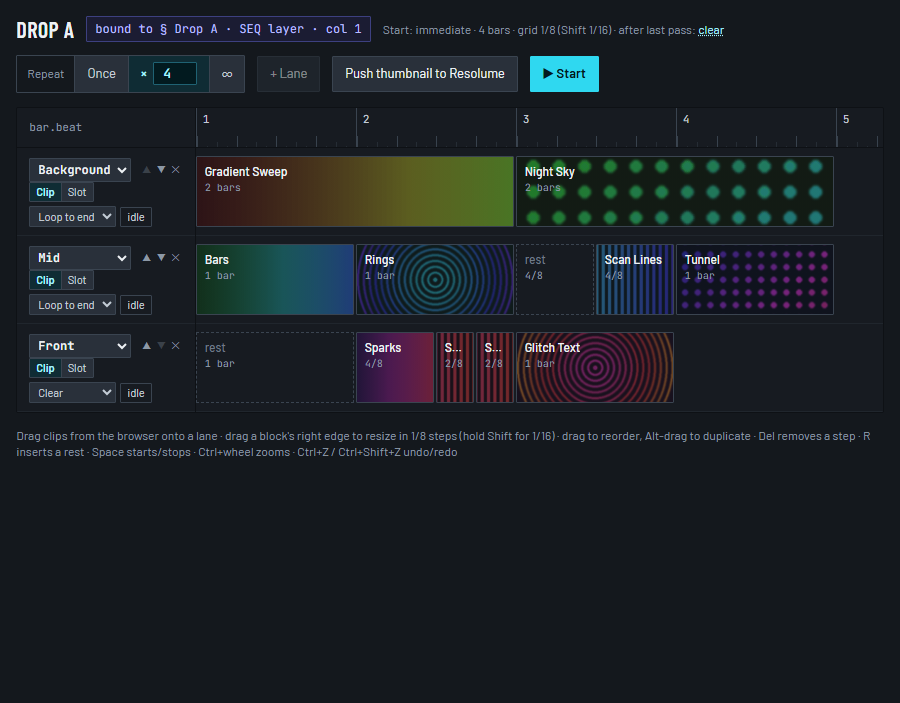 DROP A
bound to § Drop A · SEQ layer · col 1
Start: immediate · 4 bars · grid 1/8 (Shift 1/16) · after last pass: clear
Repeat
Once
× 4
∞
+ Lane
Push thumbnail to Resolume
▶ Start
bar.beat
1
2
3
4
5
Background
▲ ▼ ×
Clip
Slot
Loop to end
idle
Gradient Sweep
2 bars
Night Sky
2 bars
Mid
▲ ▼ ×
Clip
Slot
Loop to end
idle
Bars
1 bar
Rings
1 bar
rest
4/8
Scan Lines
4/8
Tunnel
1 bar
Front
▲ ▼ ×
Clip
Slot
Clear
idle
rest
1 bar
Sparks
4/8
S...
2/8
S...
2/8
Glitch Text
1 bar
Drag clips from the browser onto a lane · drag a block's right edge to resize in 1/8 steps (hold Shift for 1/16) · drag to reorder, Alt-drag to duplicate · Del removes a step · R
inserts a rest · Space starts/stops · Ctrl+wheel zooms · Ctrl+Z / Ctrl+Shift+Z undo/redo